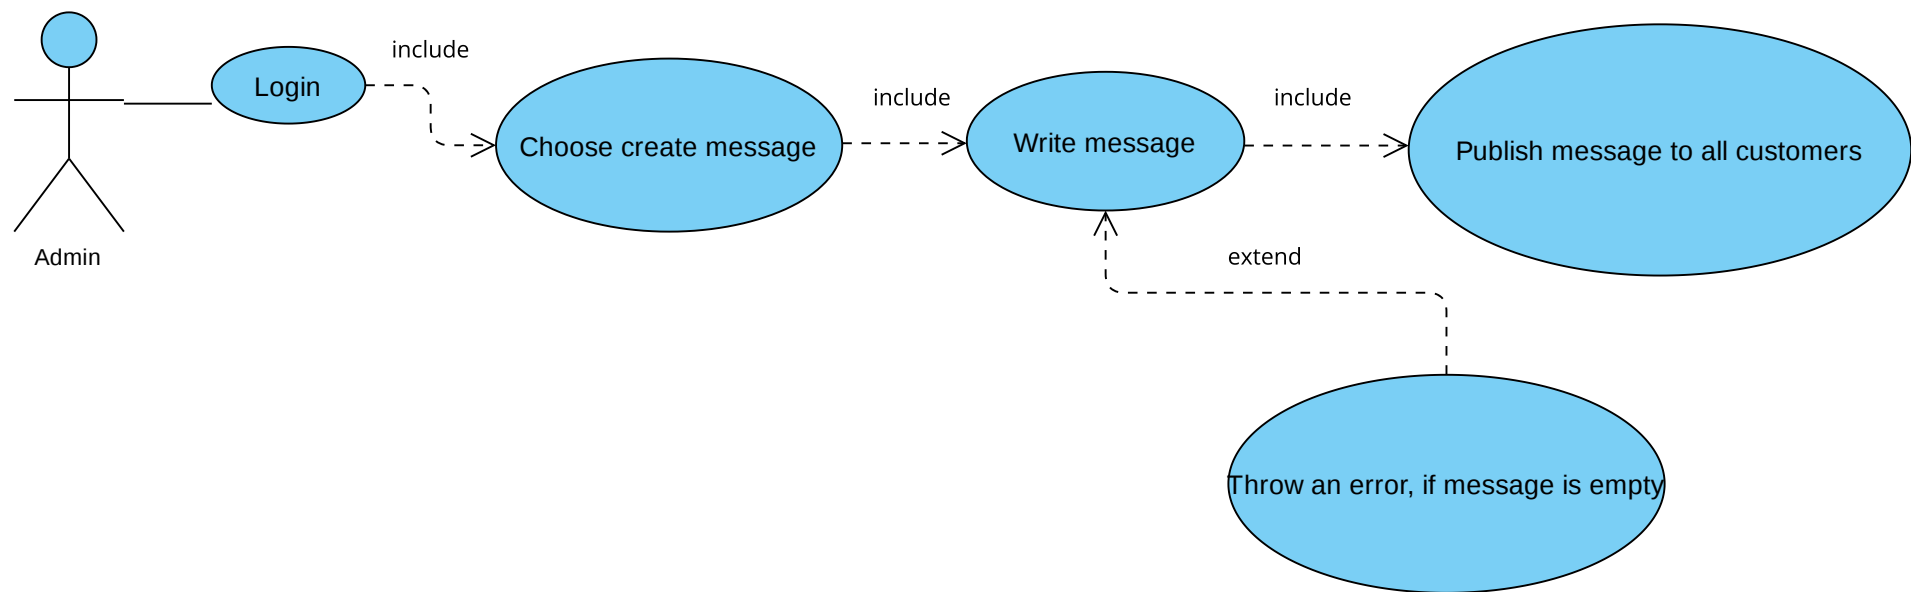 Login
include
Choose create message
include
Write message
include
Publish message to all customers
Admin
extend
Throw an error, if message is empty